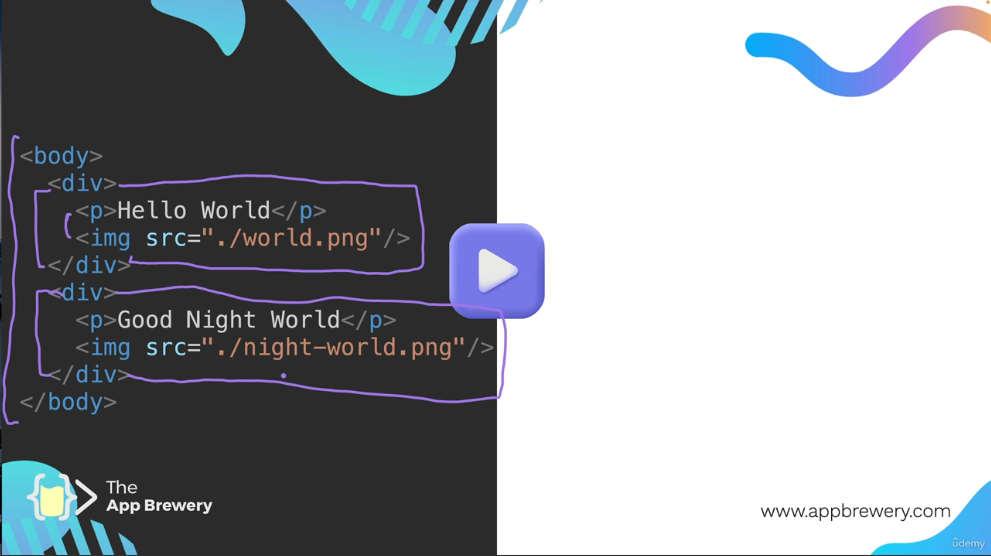 <body>
<div>
<p>Hello World</p>
<img src="./world.png"/>
</div>
<div>
<p>Good Night World</p>
<img src="./night-world.png"/>
</div>
</body>
The
App Brewery
www.appbrewery.com
ûdemy